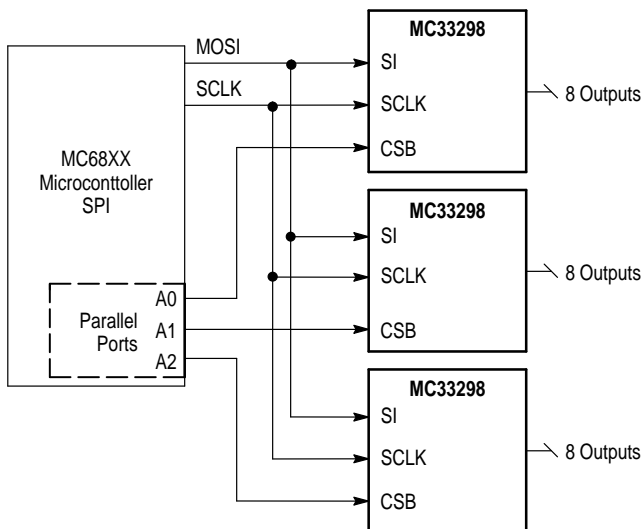 MOSI
SCLK
MC68XX
Microconttoller
SPI
Parallel
Ports
A0
A1
A2
MC33298
SI
SCLK
CSB
8 Outputs
MC33298
SI
SCLK
CSB
8 Outputs
MC33298
SI
SCLK
CSB
8 Outputs